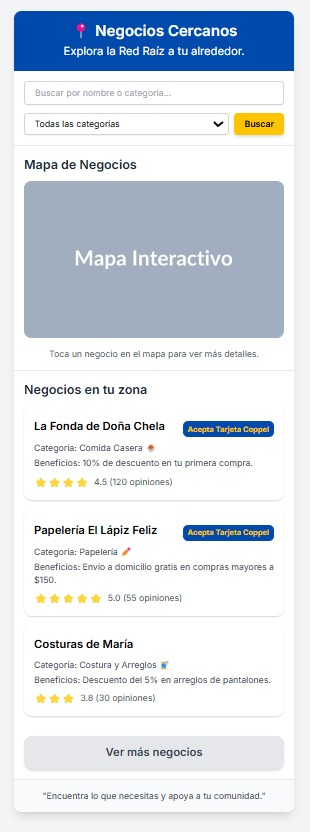 📍 Negocios Cercanos
Explora la Red Raíz a tu alrededor.
Buscar por nombre o categoría...
Todas las categorías
Buscar
Mapa de Negocios
Mapa Interactivo
Toca un negocio en el mapa para ver más detalles.
Negocios en tu zona
La Fonda de Doña Chela
Acepta Tarjeta Coppel
Categoría: Comida Casera
Beneficios: 10% de descuento en tu primera compra.
4.5 (120 opiniones)
Papelería El Lápiz Feliz
Acepta Tarjeta Coppel
Categoría: Papelería ✏️
Beneficios: Envío a domicilio gratis en compras mayores a
$150.
5.0 (55 opiniones)
Costuras de María
Categoría: Costura y Arreglos
Beneficios: Descuento del 5% en arreglos de pantalones.
3.8 (30 opiniones)
Ver más negocios
"Encuentra lo que necesitas y apoya a tu comunidad."